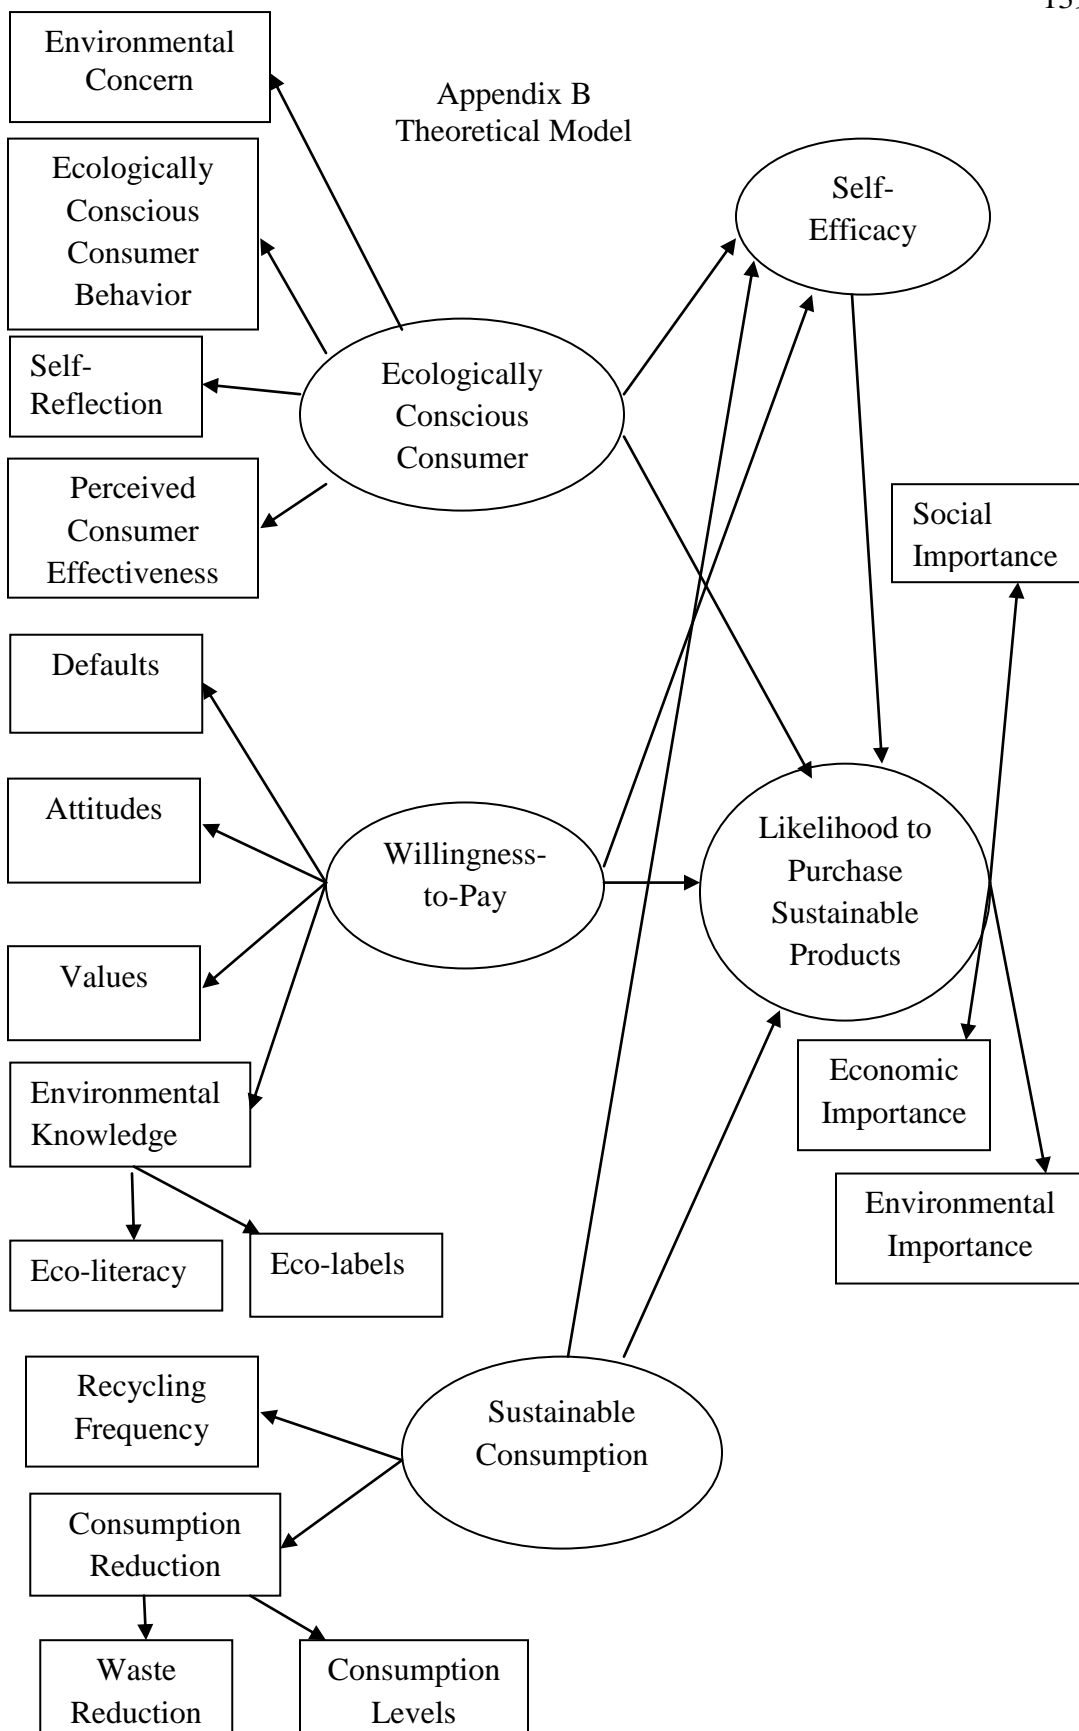 Environmental
Concern
Appendix B
Theoretical Model
Ecologically
Conscious
Consumer
Behavior
Self-
Efficacy
Self-
Reflection
Ecologically
Conscious
Consumer
Perceived
Consumer
Effectiveness
Social
Importance
Defaults
Attitudes
Willingness-
to-Pay
Likelihood to
Purchase
Sustainable
Products
Values
Environmental
Knowledge
Economic
Importance
Environmental
Importance
Eco-literacy
Eco-labels
Recycling
Frequency
Sustainable
Consumption
Consumption
Reduction
Waste
Reduction
Consumption
Levels